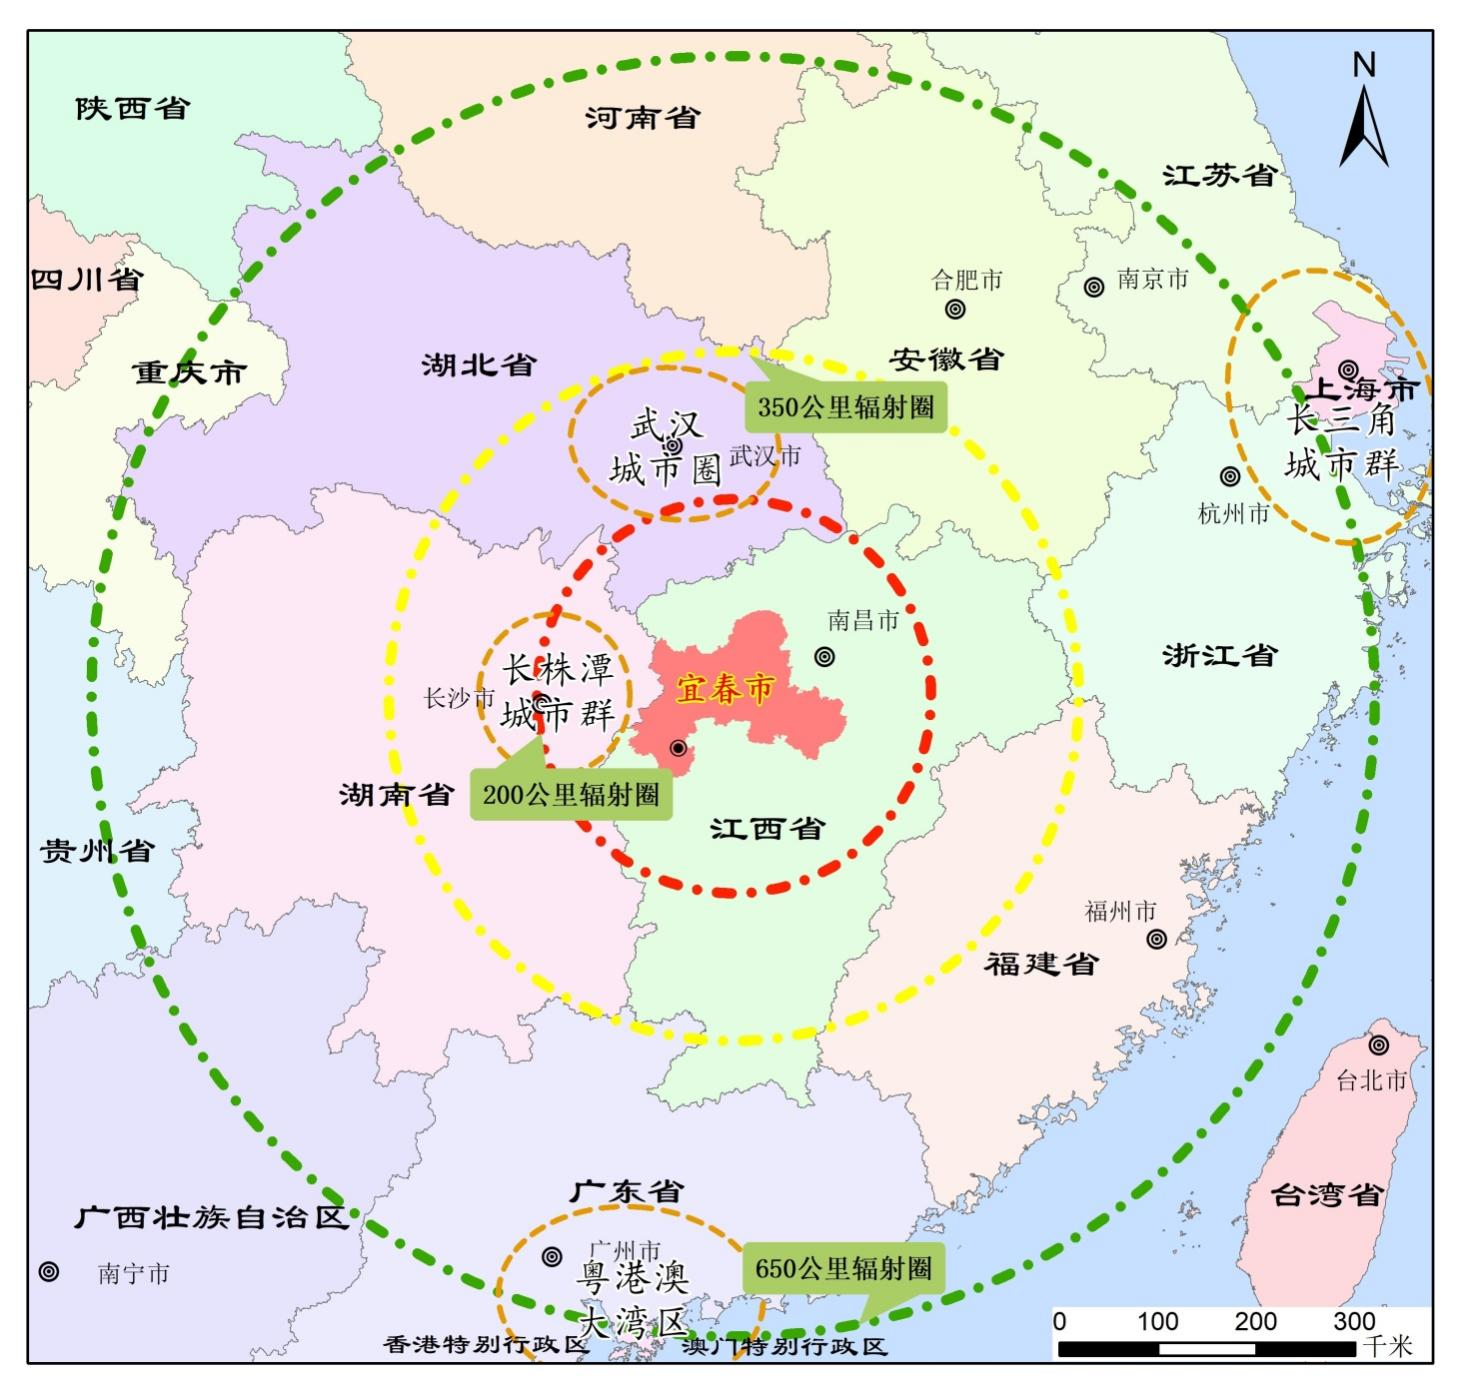 N
陕西省
河南省
江苏省
四川省
合肥市
南京市
重庆市
湖北省
安徽省
上海市
350公里辐射圈
武汉
城市圈
武汉市
长三角
城市群
杭州市
南昌市
浙江省
长株潭
城市群
长沙市
宜春市
湖南省
200公里辐射圈
江西省
贵州省
福州市
福建省
台北市
广东省
台湾省
广西壮族自治区
南宁市
广州市
粤港澳
大湾区
650公里辐射圈
香港特别行政区
澳门特别行政区
0 100 200 300
千米